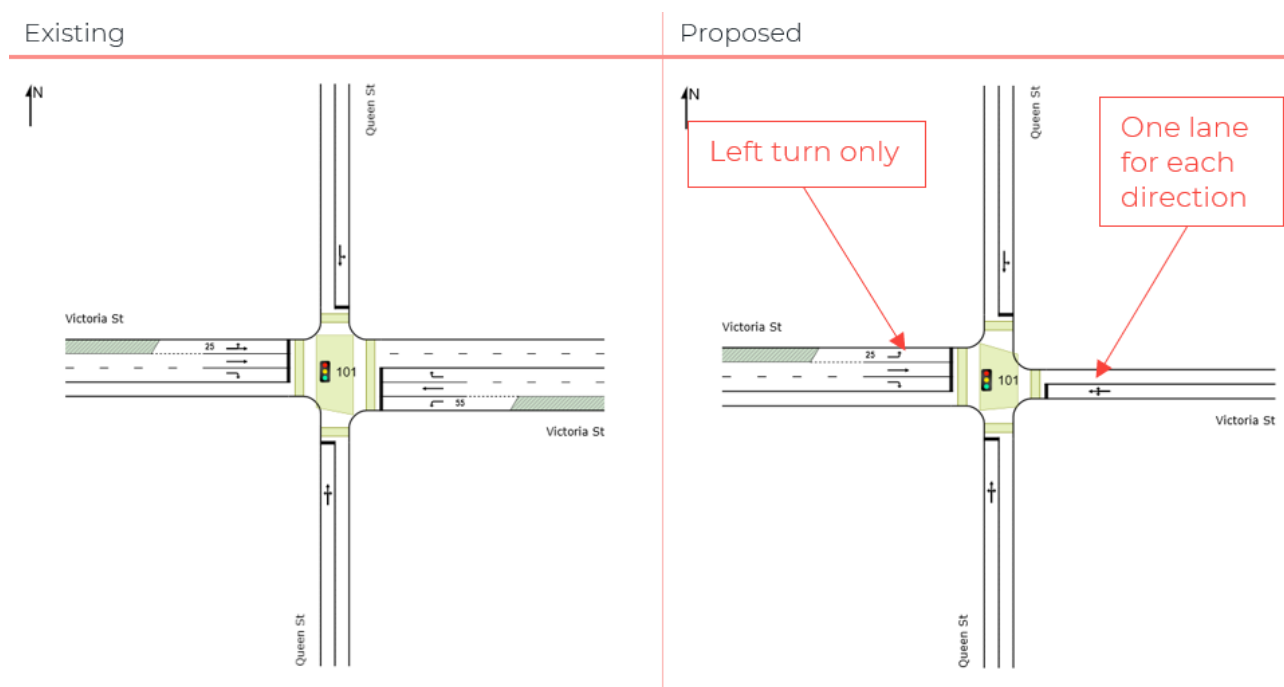 Existing
N
Queen St
Victoria St
25
101
55
Victoria St
Queen St
Proposed
N
Queen St
Left turn only
One lane
for each
direction
Victoria St
25
101
Victoria St
Queen St